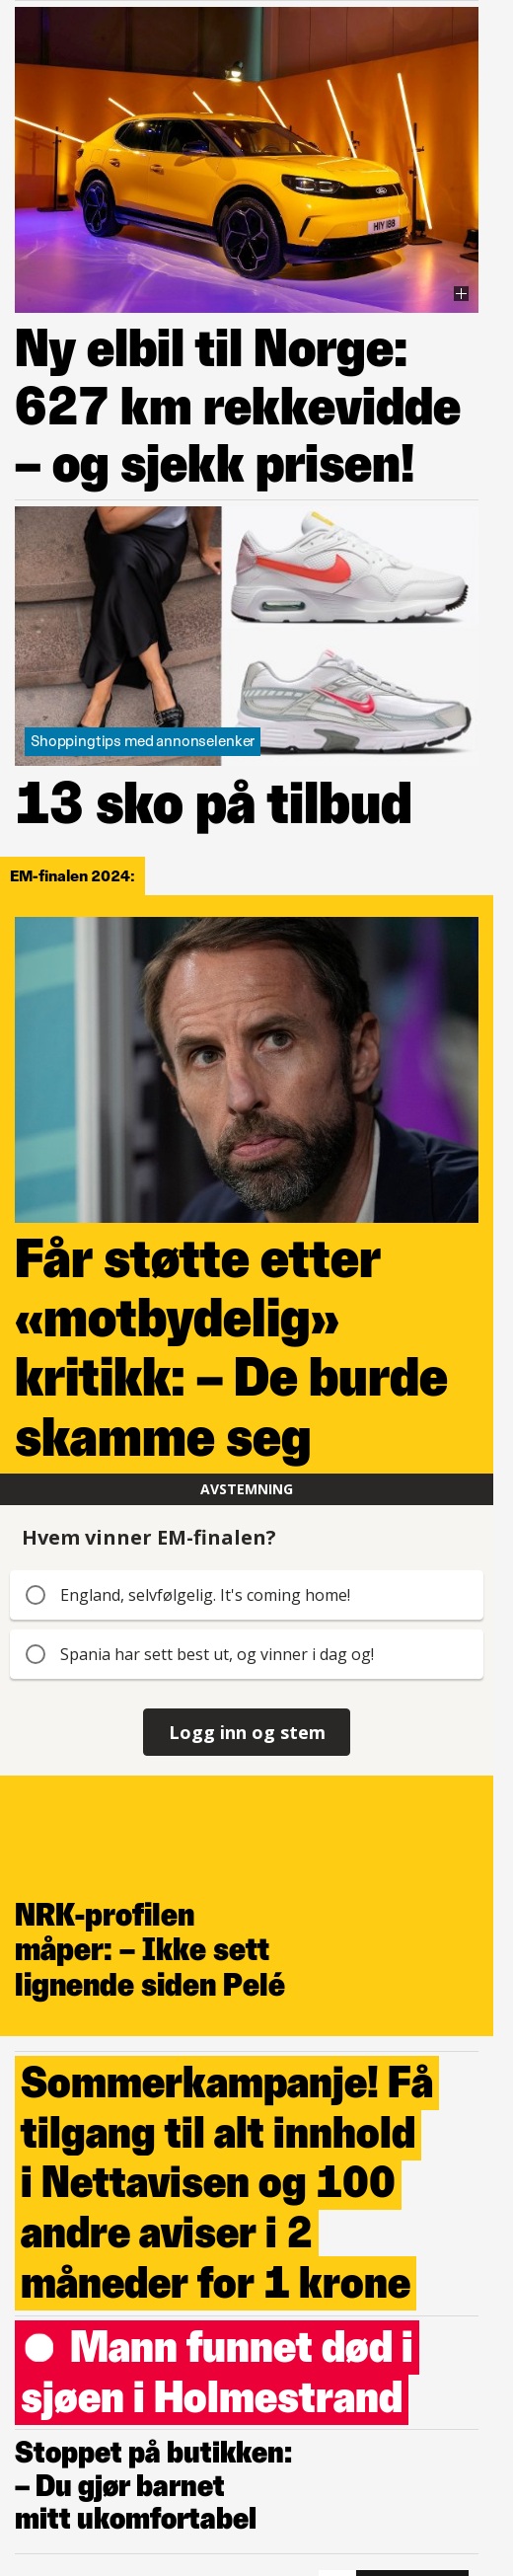 HIY IBB
Ny elbil til Norge:
627 km rekkevidde
– og sjekk prisen!
Shoppingtips med annonselenker
13 sko på tilbud
EM-finalen 2024:
Får støtte etter
«motbydelig»
kritikk: – De burde
skamme seg
AVSTEMNING
Hvem vinner EM-finalen?
England, selvfølgelig. It's coming home!
Spania har sett best ut, og vinner i dag og!
Logg inn og stem
NRK-profilen
måper: – Ikke sett
lignende siden Pelé
Sommerkampanje! Få
tilgang til alt innhold
i Nettavisen og 100
andre aviser i 2
måneder for 1 krone
Mann funnet død i
sjøen i Holmestrand
Stoppet på butikken:
– Du gjør barnet
mitt ukomfortabel